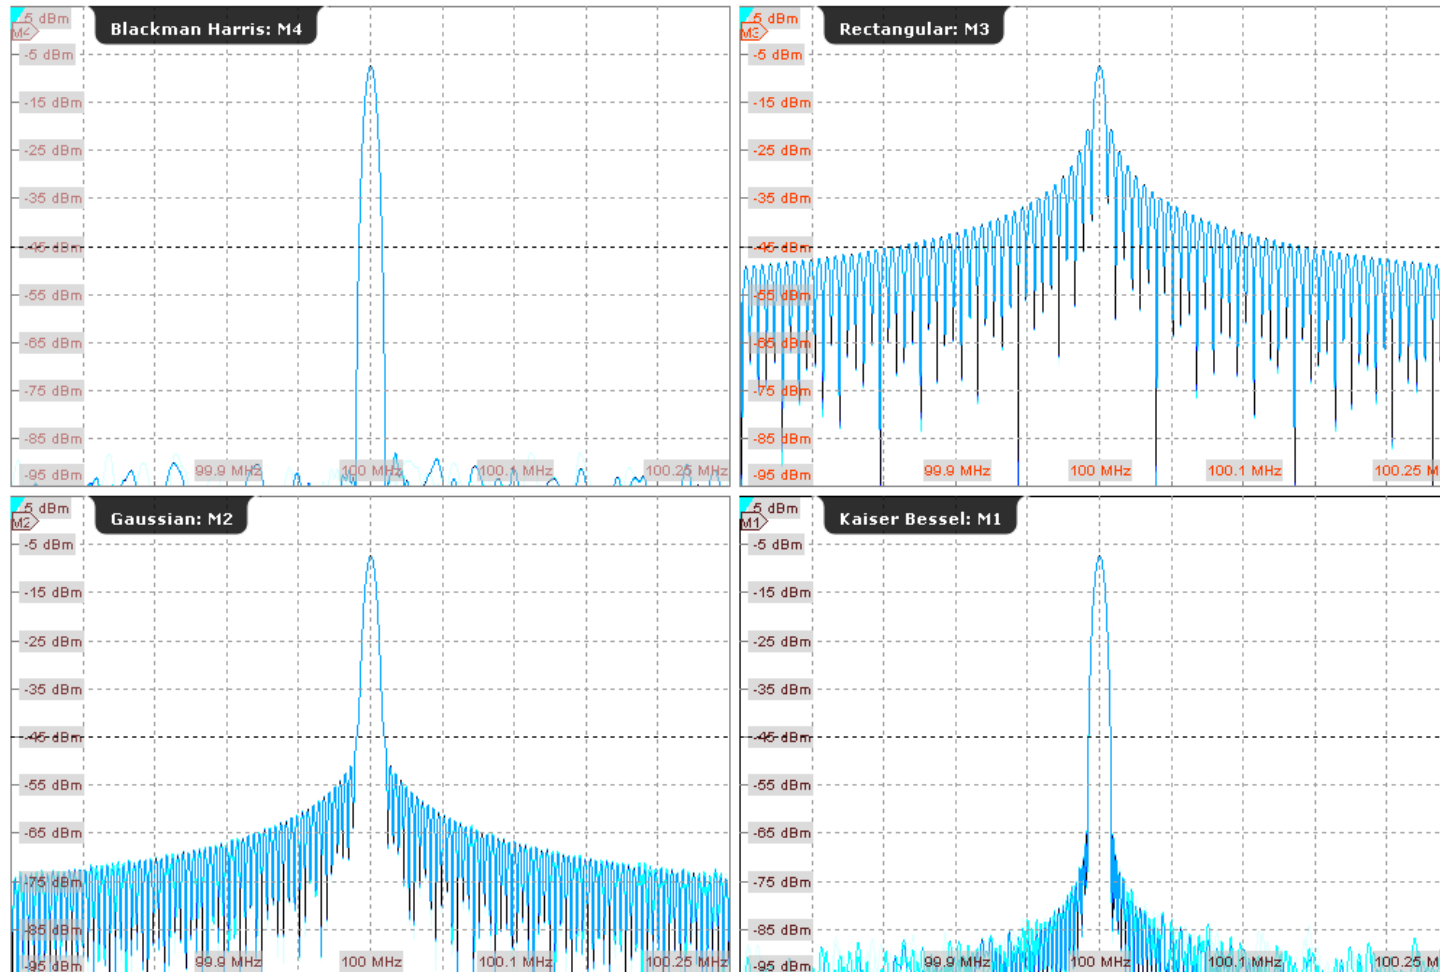 5 dBm
M4
Blackman Harris: M4
-5 dBm
-15 dBm
-25 dBm
-35 dBm
-45 dBm
-55 dBm
-65 dBm
-75 dBm
-85 dBm
-95 dBm
99.9 MHz
100 MHz
100.1 MHz
100.25 MHz
5 dBm
M3
Rectangular: M3
-5 dBm
-15 dBm
-25 dBm
-35 dBm
-45 dBm
-55 dBm
-65 dBm
-75 dBm
-85 dBm
-95 dBm
99.9 MHz
100 MHz
100.1 MHz
100.25 M
5 dBm
M2
Gaussian: M2
-5 dBm
-15 dBm
-25 dBm
-35 dBm
-45 dBm
-55 dBm
-65 dBm
-75 dBm
-85 dBm
-95 dBm
99.9 MHz
100 MHz
100.1 MHz
100.25 MHz
5 dBm
M1
Kaiser Bessel: M1
-5 dBm
-15 dBm
-25 dBm
-35 dBm
-45 dBm
-55 dBm
-65 dBm
-75 dBm
-85 dBm
-95 dBm
99.9 MHz
100 MHz
100.1 MHz
100.25 M